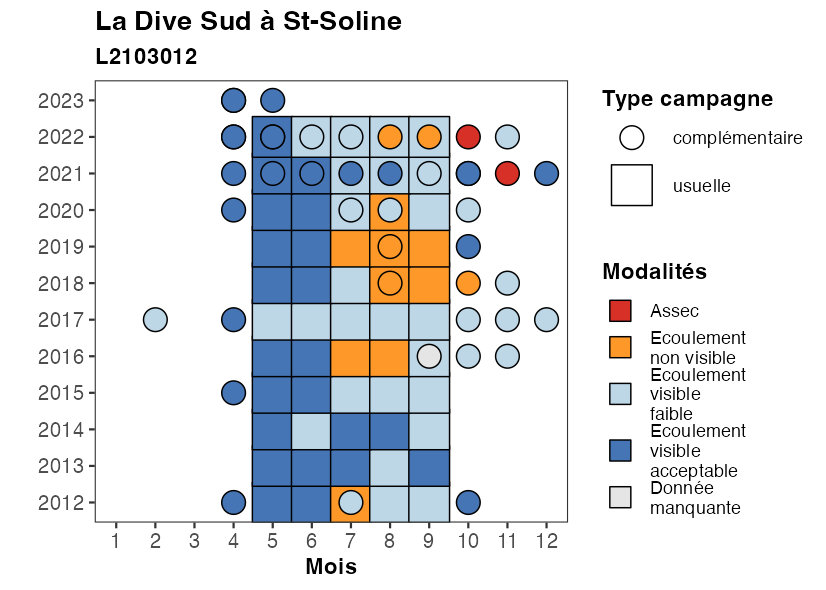 La Dive Sud à St-Soline
L2103012
2023
2022
2021
2020
2019
2018
2017
2016
2015
2014
2013
2012
1 2 3 4 5 6 7 8 9 10 11 12
Mois
Type campagne
complémentaire
usuelle
Modalités
Assec
Ecoulement
non visible
Ecoulement
visible
faible
Ecoulement
visible
acceptable
Donnée
manquante